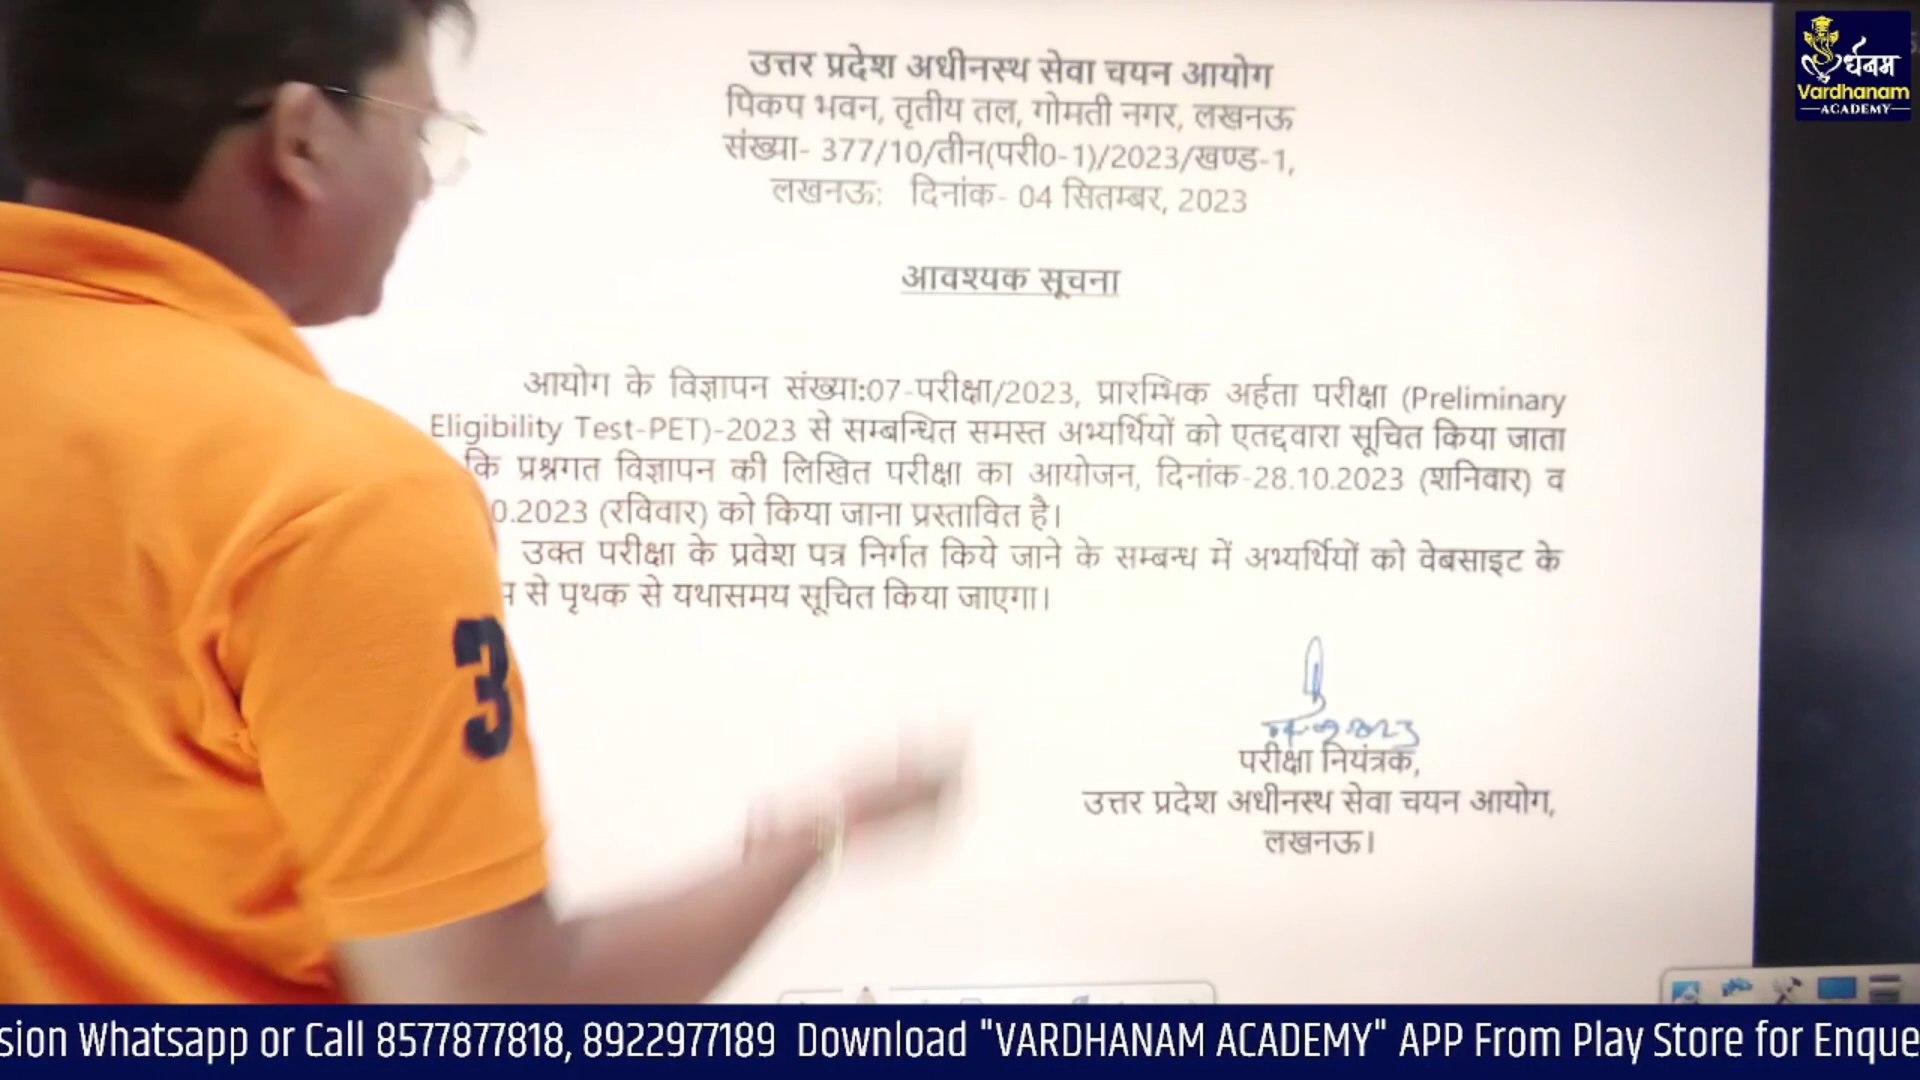 उत्तर प्रदेश अधीनस्थ सेवा चयन आयोग
पिकप भवन, तृतीय तल, गोमती नगर, लखनऊ
संख्या- 377/10/तीन(परी0-1)/2023/खण्ड-1,
लखनऊः दिनांक- 04 सितम्बर, 2023
आवश्यक सूचना
आयोग के विज्ञापन संख्या:07-परीक्षा/2023, प्रारम्भिक अर्हता परीक्षा (Preliminary
Eligibility Test-PET)-2023 से सम्बन्धित समस्त अभ्यर्थियों को एतद्दवारा सूचित किया जाता
कि प्रश्नगत विज्ञापन की लिखित परीक्षा का आयोजन, दिनांक-28.10.2023 (शनिवार) व
0.2023 (रविवार) को किया जाना प्रस्तावित है।
उक्त परीक्षा के प्रवेश पत्र निर्गत किये जाने के सम्बन्ध में अभ्यर्थियों को वेबसाइट के
से पृथक से यथासमय सूचित किया जाएगा।
परीक्षा नियंत्रक,
उत्तर प्रदेश अधीनस्थ सेवा चयन आयोग,
लखनऊ।
3
र्धनम
Vardhanam
ACADEMY
sion Whatsapp or Call 8577877818, 8922977189 Download "VARDHANAM ACADEMY" APP From Play Store for Enque